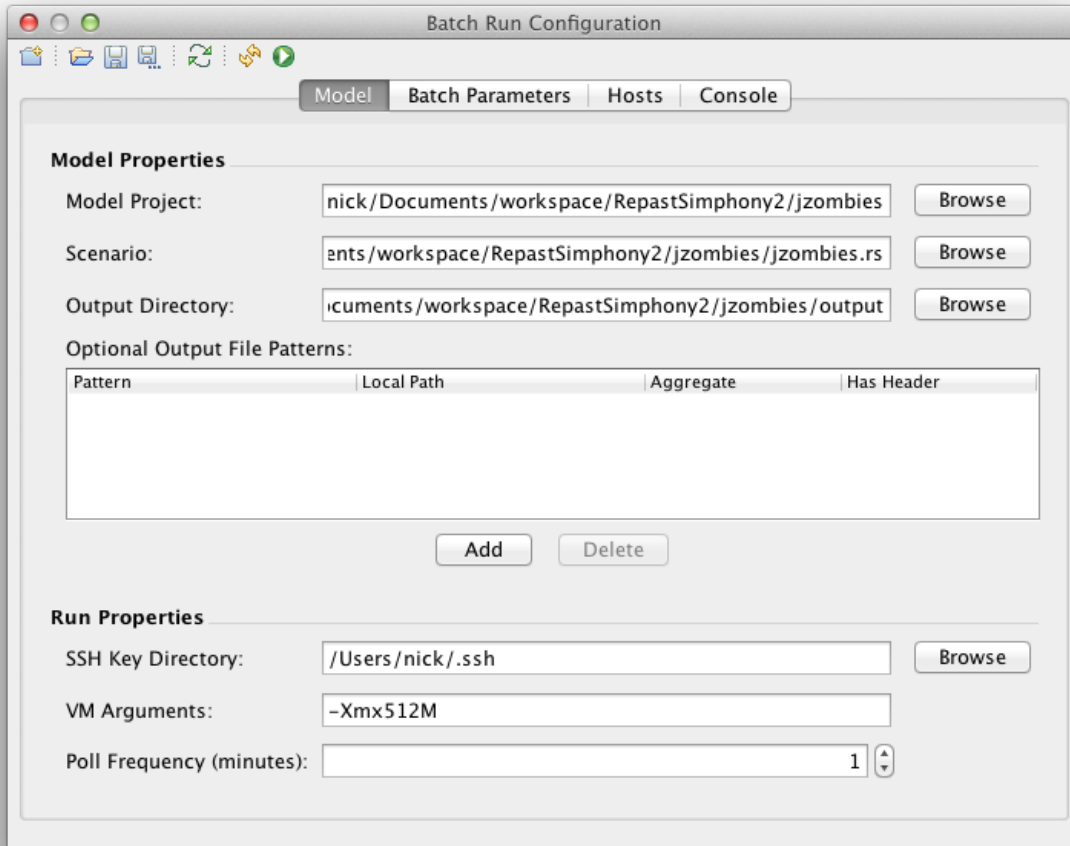 Batch Run Configuration
Model Batch Parameters Hosts Console
Model Properties
Model Project: nick/Documents/workspace/RepastSimphony2/jzombies Browse
Scenario: ents/workspace/RepastSimphony2/jzombies/jzombies.rs Browse
Output Directory: cuments/workspace/RepastSimphony2/jzombies/output Browse
Optional Output File Patterns:
Pattern Local Path Aggregate Has Header
Add Delete
Run Properties
SSH Key Directory: /Users/nick/.ssh Browse
VM Arguments: -Xmx512M
Poll Frequency (minutes): 1